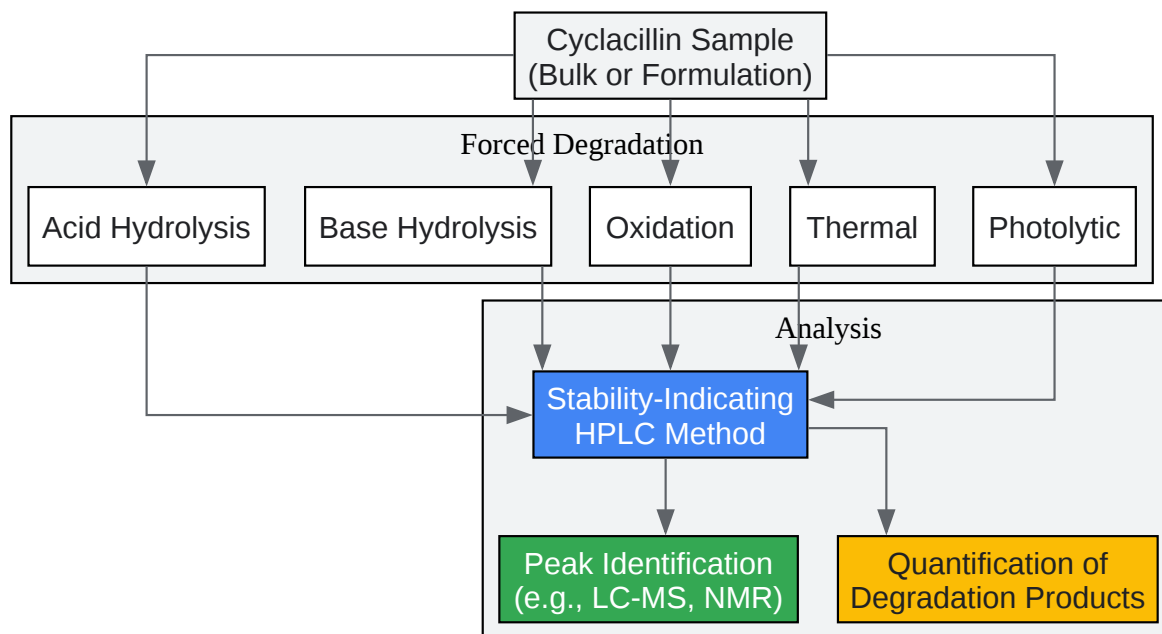 Cyclacillin Sample
(Bulk or Formulation)
Forced Degradation
Acid Hydrolysis
Base Hydrolysis
Oxidation
Thermal
Photolytic
Analysis
Stability-Indicating
HPLC Method
Peak Identification
(e.g., LC-MS, NMR)
Quantification of
Degradation Products